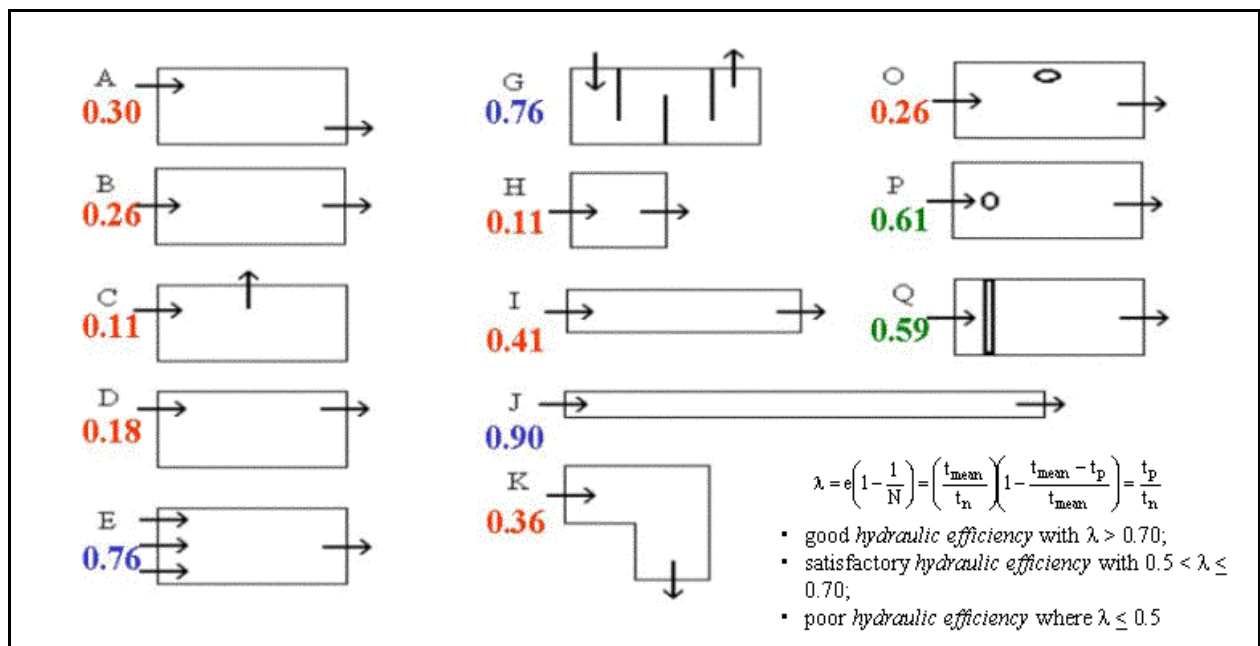 A
0.30
B
0.26
C
0.11
D
0.18
E
0.76
G
0.76
H
0.11
I
0.41
J
0.90
K
0.36
O
0.26
P
0.61
Q
0.59
λ = e(1 − 1/N) = (t_mean/t_n)(1 − (t_mean − t_p)/t_mean) = t_p/t_n
▪ good hydraulic efficiency with λ > 0.70;
▪ satisfactory hydraulic efficiency with 0.5 < λ ≤
0.70;
▪ poor hydraulic efficiency where λ ≤ 0.5